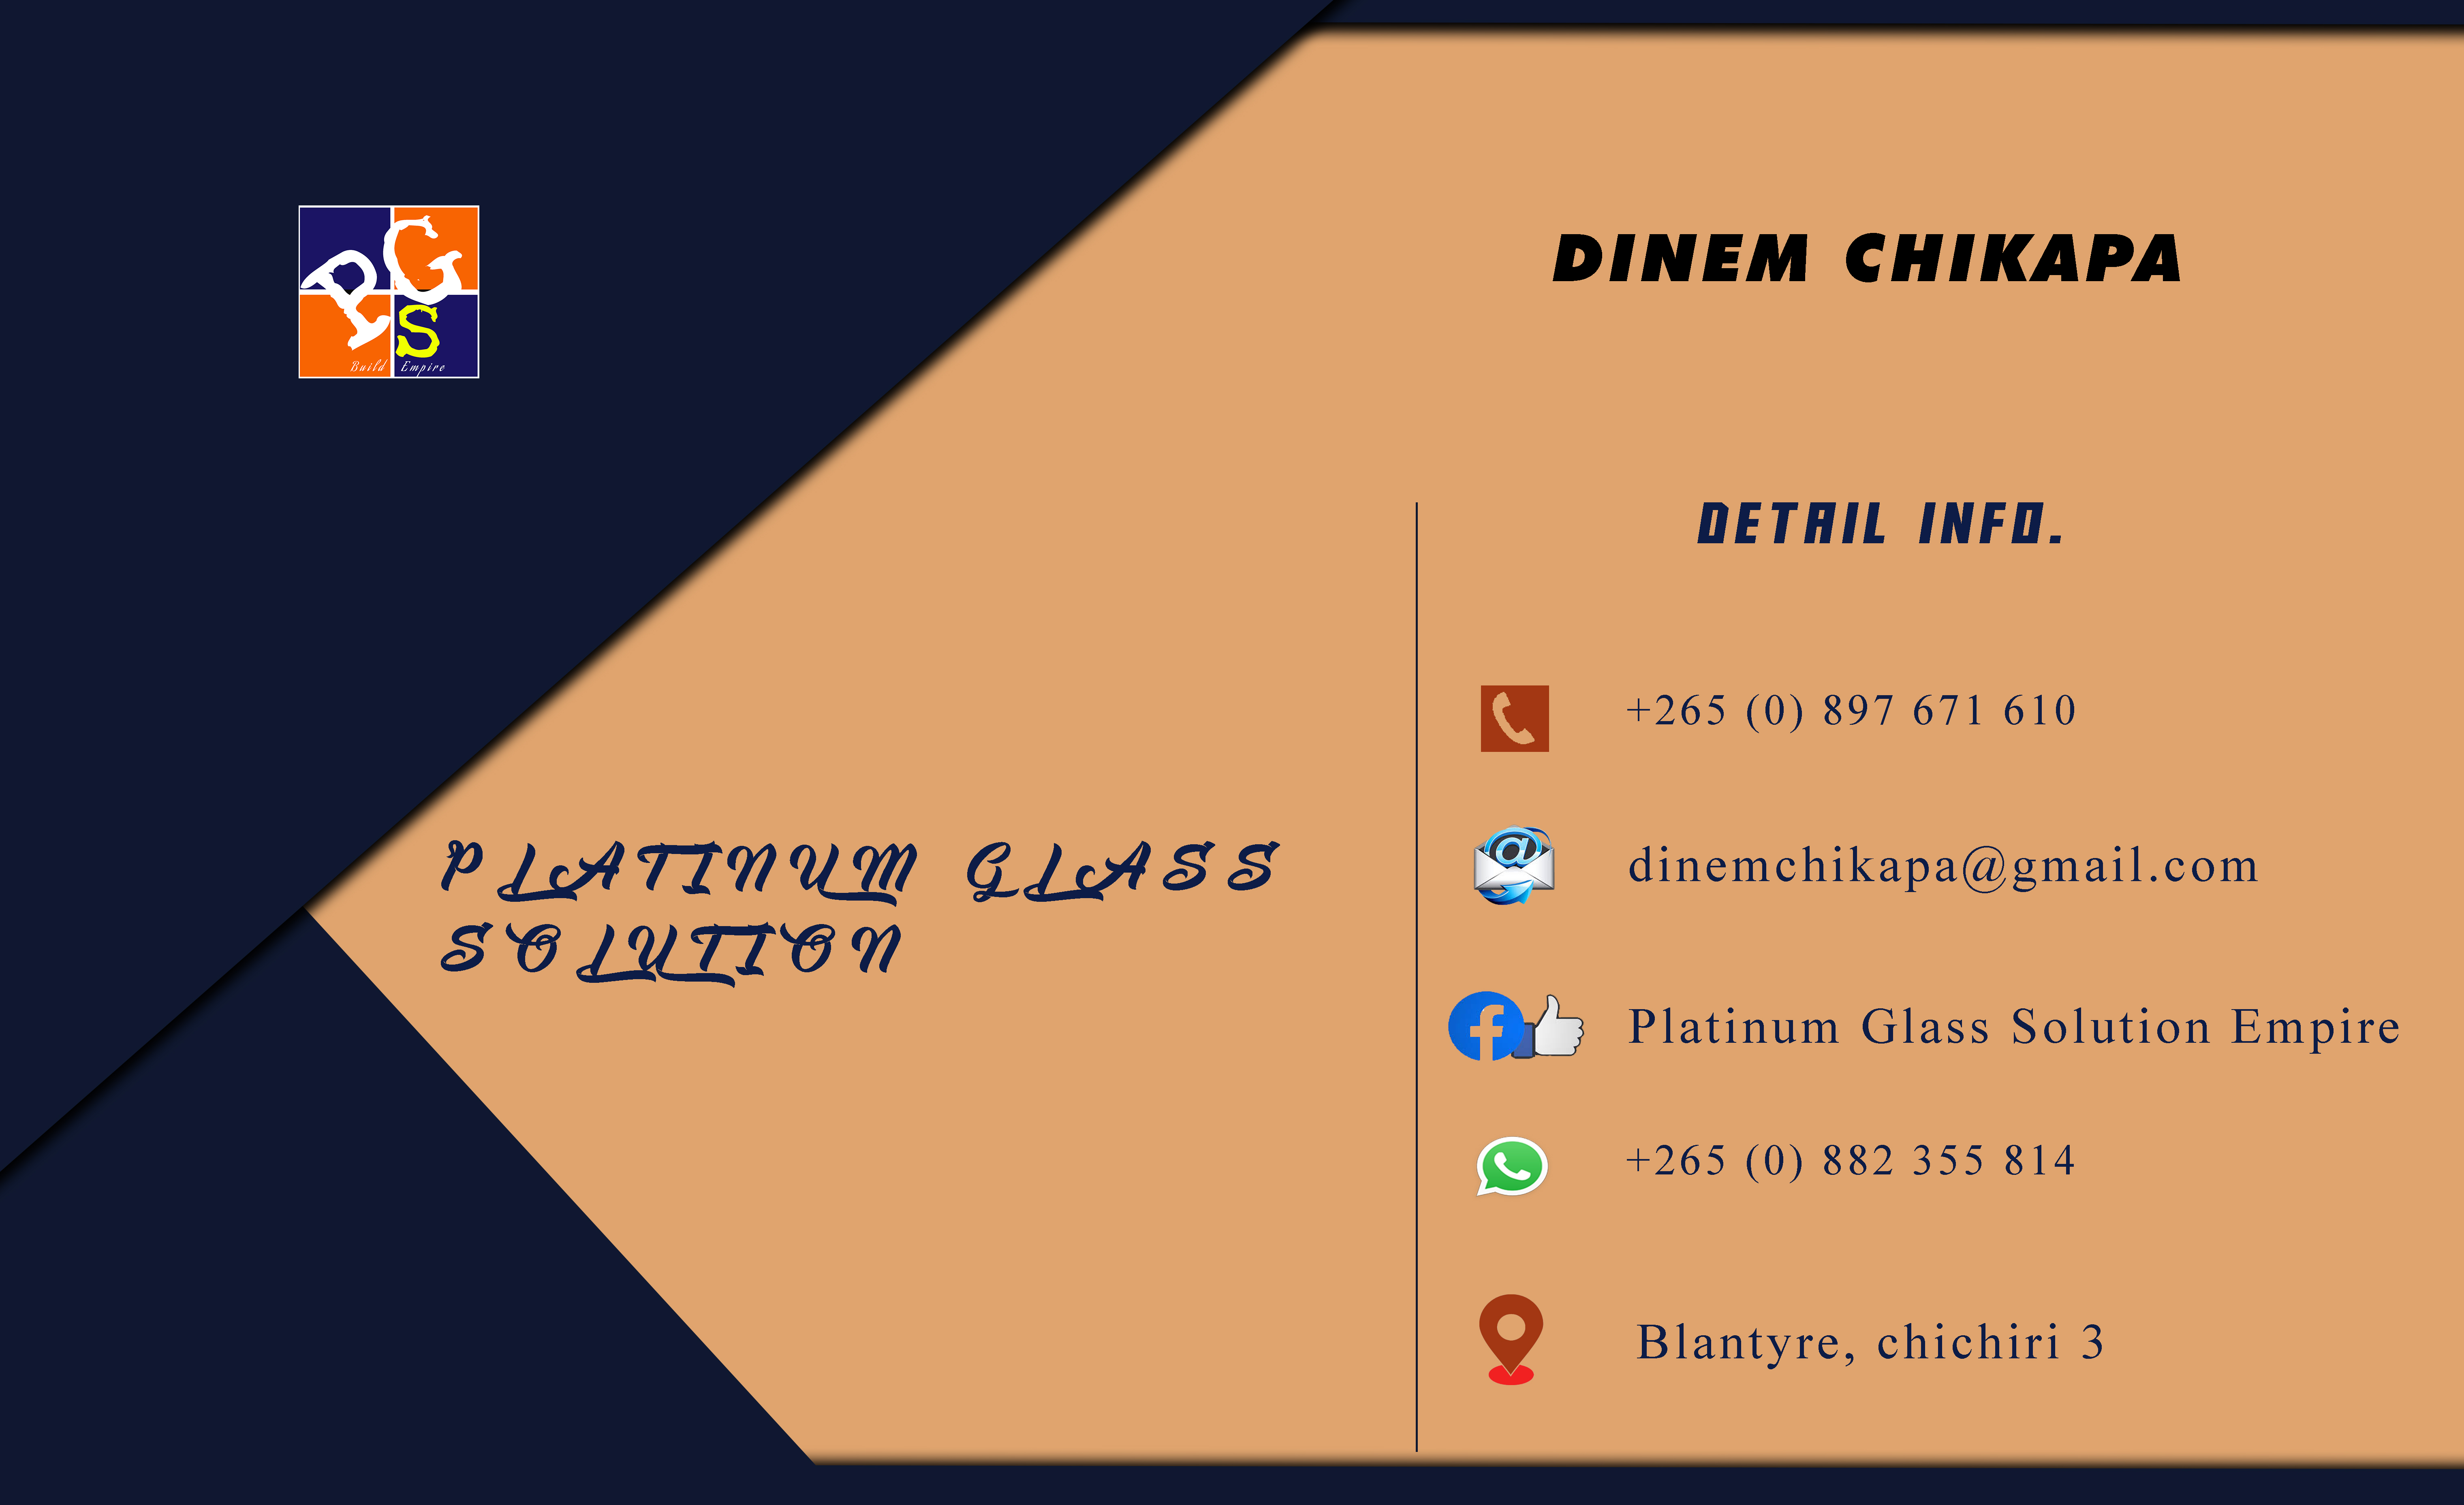 PGS
Build Empire
DINEM CHIKAPA
PLATINUM GLASS
SOLUTION
DETAIL INFO.
+265 (0) 897 671 610
dinemchikapa@gmail.com
Platinum Glass Solution Empire
+265 (0) 882 355 814
Blantyre, chichiri 3